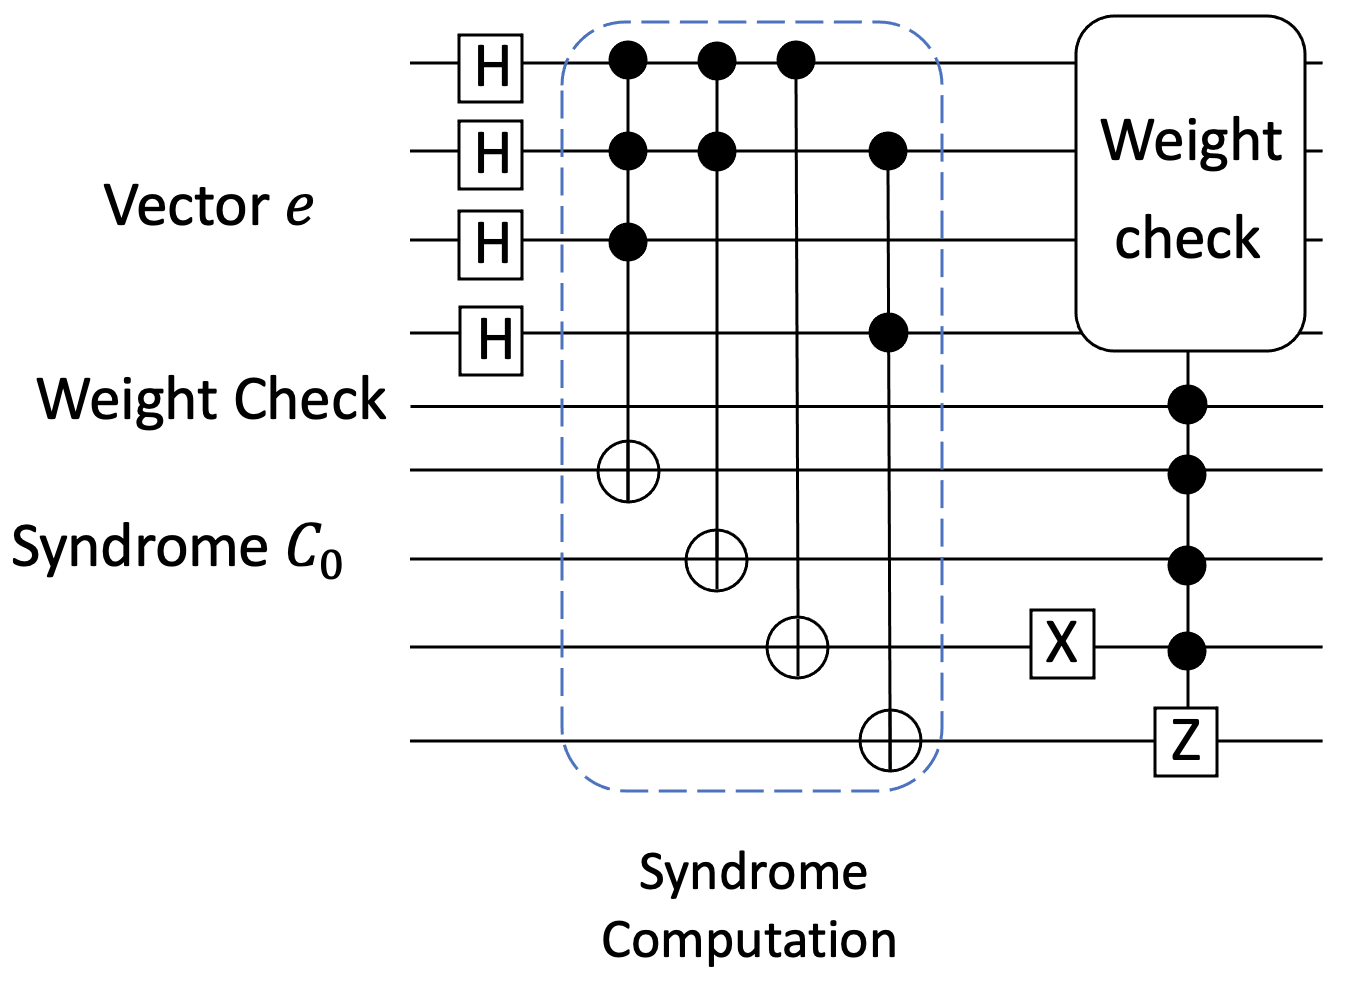 H
H
Vector e
H
H
Weight
check
Weight Check
Syndrome C₀
X
Z
Syndrome
Computation